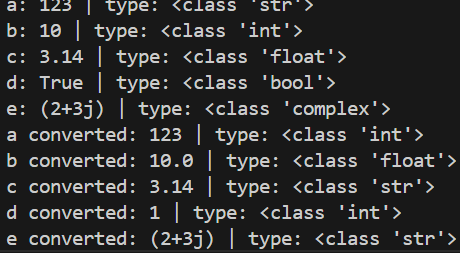 a: 123 | type: <class 'str'>
b: 10 | type: <class 'int'>
c: 3.14 | type: <class 'float'>
d: True | type: <class 'bool'>
e: (2+3j) | type: <class 'complex'>
a converted: 123 | type: <class 'int'>
b converted: 10.0 | type: <class 'float'>
c converted: 3.14 | type: <class 'str'>
d converted: 1 | type: <class 'int'>
e converted: (2+3j) | type: <class 'str'>